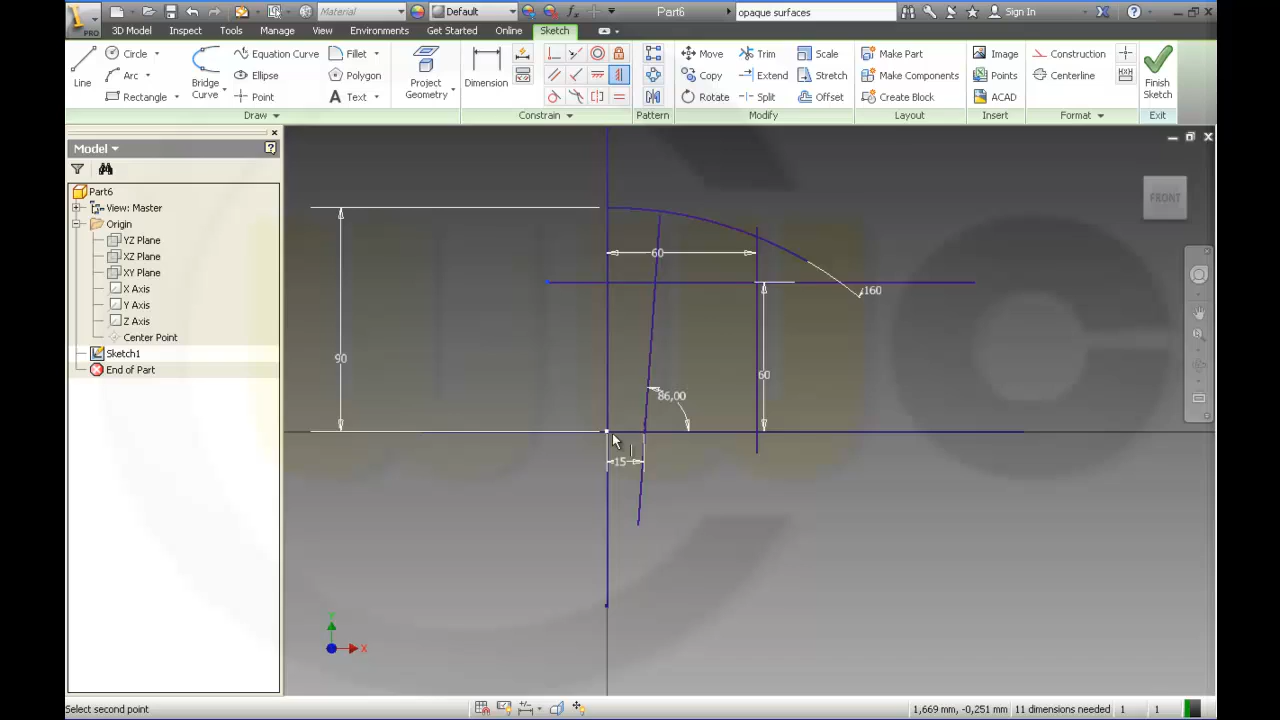 PRO
Material
Default
Part6
opaque surfaces
Sign In
3D Model Inspect Tools Manage View Environments Get Started Online Sketch
Line
Circle
Arc
Rectangle
Bridge Curve
Equation Curve
Ellipse
Point
Fillet
Polygon
Text
Project Geometry
Dimension
Move
Copy
Rotate
Trim
Extend
Split
Scale
Stretch
Offset
Make Part
Make Components
Create Block
Image
Points
ACAD
Construction
Centerline
Finish Sketch
Draw
Constrain
Pattern
Modify
Layout
Insert
Format
Exit
Model
Part6
View: Master
Origin
YZ Plane
XZ Plane
XY Plane
X Axis
Y Axis
Z Axis
Center Point
Sketch1
End of Part
FRONT
60
160
90
60
86,00
15
Y
X
Select second point
1,669 mm, -0,251 mm 11 dimensions needed 1 1